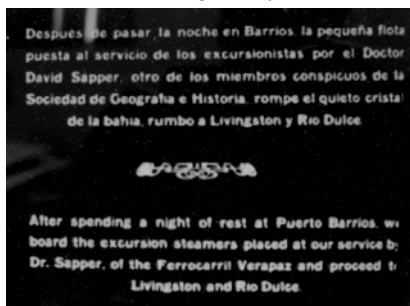 Después de pasar la noche en Barrios, la pequeña flota
puesta al servicio de los excursionistas por el Doctor
David Sapper, otro de los miembros conspicuos de la
Sociedad de Geografia e Historia, rompe el quieto cristal
de la bahia, rumbo a Livingston y Rio Dulce.
After spending a night of rest at Puerto Barrios, we
board the excursion steamers placed at our service by
Dr. Sapper, of the Ferrocarril Verapaz and proceed to
Livingston and Rio Dulce.